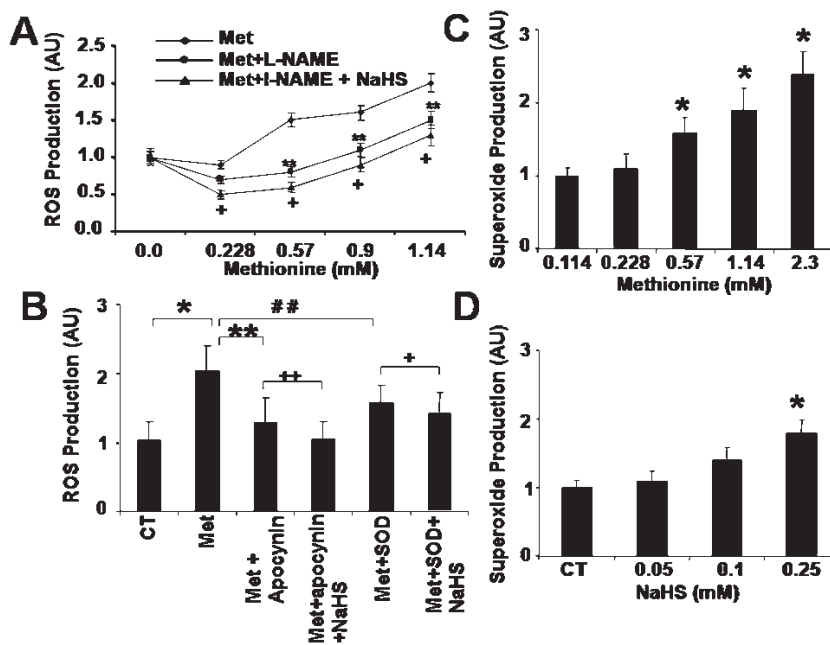 A
ROS Production (AU)
2.5
2.0
1.5
1.0
0.5
0.0
Met
Met+L-NAME
Met+I-NAME + NaHS
**
**
**
+
+
+
+
0.0
0.228
0.57
0.9
1.14
Methionine (mM)
B
ROS Production (AU)
3
2
1
0
*
**
##
++
+
CT
Met
Met +
Apocynin
Met+apocynin
+NaHS
Met+SOD
Met+SOD+
NaHS
C
Superoxide Production (AU)
3
2
1
0
*
*
*
0.114
0.228
0.57
1.14
2.3
Methionine (mM)
D
Superoxide Production (AU)
3
2
1
0
*
CT
0.05
0.1
0.25
NaHS (mM)